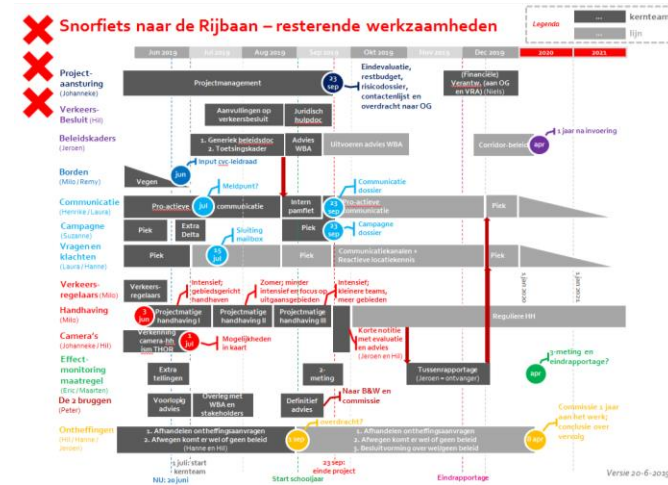 Snorfiets naar de Rijbaan – resterende werkzaamheden
Legenda
...
kernteam
...
lijn
Jun 2019
Jul 2019
Aug 2019
Sep 2019
Okt 2019
Nov 2019
Dec 2019
2020
2021
Project-
aansturing
(Johanneke)
Projectmanagement
23
sep
Eindevaluatie,
restbudget,
risicodossier,
contactenlijst en
overdracht naar OG
(Financiële)
Verantw. (aan OG
en VRA) (Niels)
Verkeers-
Besluit (Hil)
Aanvullingen op
verkeersbesluit
Juridisch
hulpdoc
Beleidskaders
(Jeroen)
1. Generiek beleidsdoc
2. Toetsingskader
Advies
WBA
Uitvoeren advies WBA
Corridor-beleid
apr
1 jaar na invoering
Borden
(Milo / Remy)
Vegen
jun
Input cvc-leidraad
Communicatie
(Henrike / Laura)
Meldpunt?
Pro-actieve
jul
communicatie
Intern
pamflet
23
sep
Communicatie
dossier
Pro-actieve
communicatie
Piek
Campagne
(Suzanne)
Piek
Extra
Delta
Piek
23
sep
Campagne
dossier
Vragen en
klachten
(Laura / Hanne)
Piek
15
jul
Sluiting
mailbox
Communicatiekanalen +
Reactieve locatiekennis
Piek
1 jan 2020
1 jan 2021
Verkeers-
regelaars (Milo)
Verkeers-
regelaars
Intensief;
gebiedsgericht
handhaven
Zomer; minder
intensief en focus op
uitgaansgebieden
Intensief;
kleinere teams,
meer gebieden
Handhaving
(Milo)
3
jun
Projectmatige
handhaving I
Projectmatige
handhaving II
Projectmatige
handhaving III
Reguliere HH
Camera's
(Johanneke / Hil)
Verkenning
camera-hh
ism THOR
1
jul
Mogelijkheden
in kaart
Korte notitie
met evaluatie
en advies
(Jeroen en Hil)
Effect-
monitoring
maatregel
(Eric / Maarten)
Extra
tellingen
2-
meting
Tussenrapportage
(Jeroen = ontvanger)
apr
3-meting en
eindrapportage?
De 2 bruggen
(Peter)
Voorlopig
advies
Overleg met
WBA en
stakeholders
Definitief
advies
Naar B&W en
commissie
Ontheffingen
(Hil / Hanne /
Jeroen)
1. Afhandelen ontheffingsaanvragen
2. Afwegen komt er wel of geen beleid
(Hanne en Hil)
1 sep
overdracht?
1. Afhandelen ontheffingsaanvragen
2. Afwegen komt er wel of geen beleid
3. Besluitvorming over wel/geen beleid
8 apr
Commissie 1 jaar
aan het werk;
conclusie over
vervolg
1 juli: start
kernteam
NU: 20 juni
Start schooljaar
23 sep:
einde project
Eindrapportage
Versie 20-6-2019